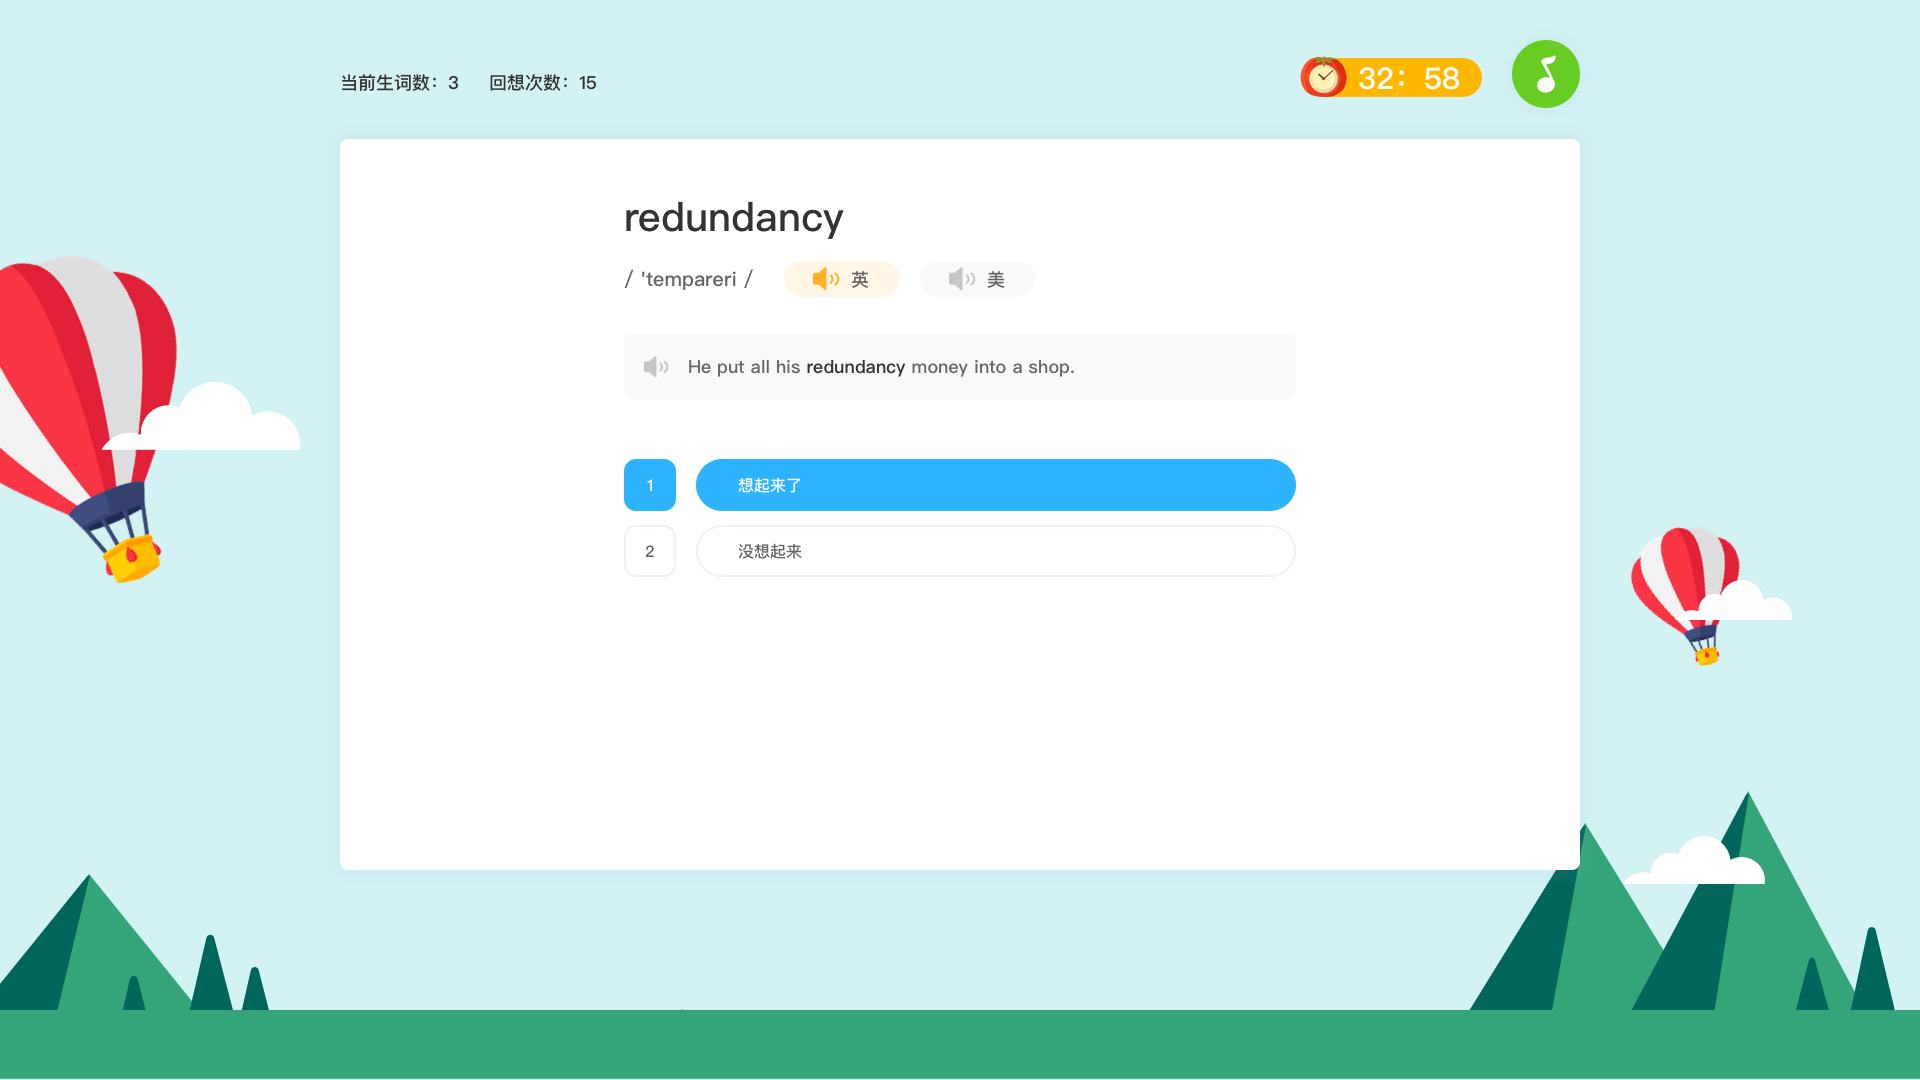 当前生词数：3 回想次数：15
32：58
redundancy
/ 'tempareri / 英 美
He put all his redundancy money into a shop.
1 想起来了
2 没想起来